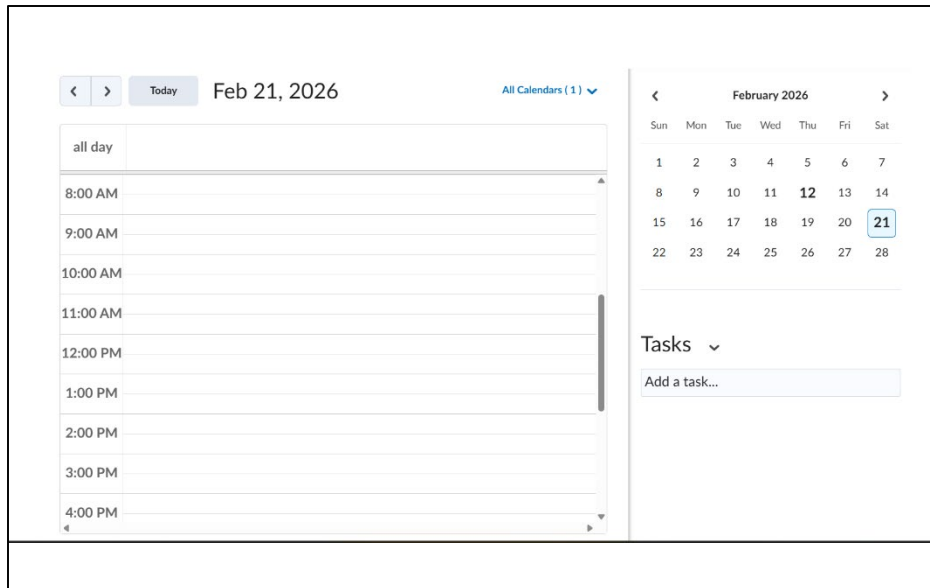 Today
Feb 21, 2026
All Calendars ( 1 )
all day
8:00 AM
9:00 AM
10:00 AM
11:00 AM
12:00 PM
1:00 PM
2:00 PM
3:00 PM
4:00 PM
February 2026
Sun Mon Tue Wed Thu Fri Sat
1 2 3 4 5 6 7
8 9 10 11 12 13 14
15 16 17 18 19 20 21
22 23 24 25 26 27 28
Tasks
Add a task...